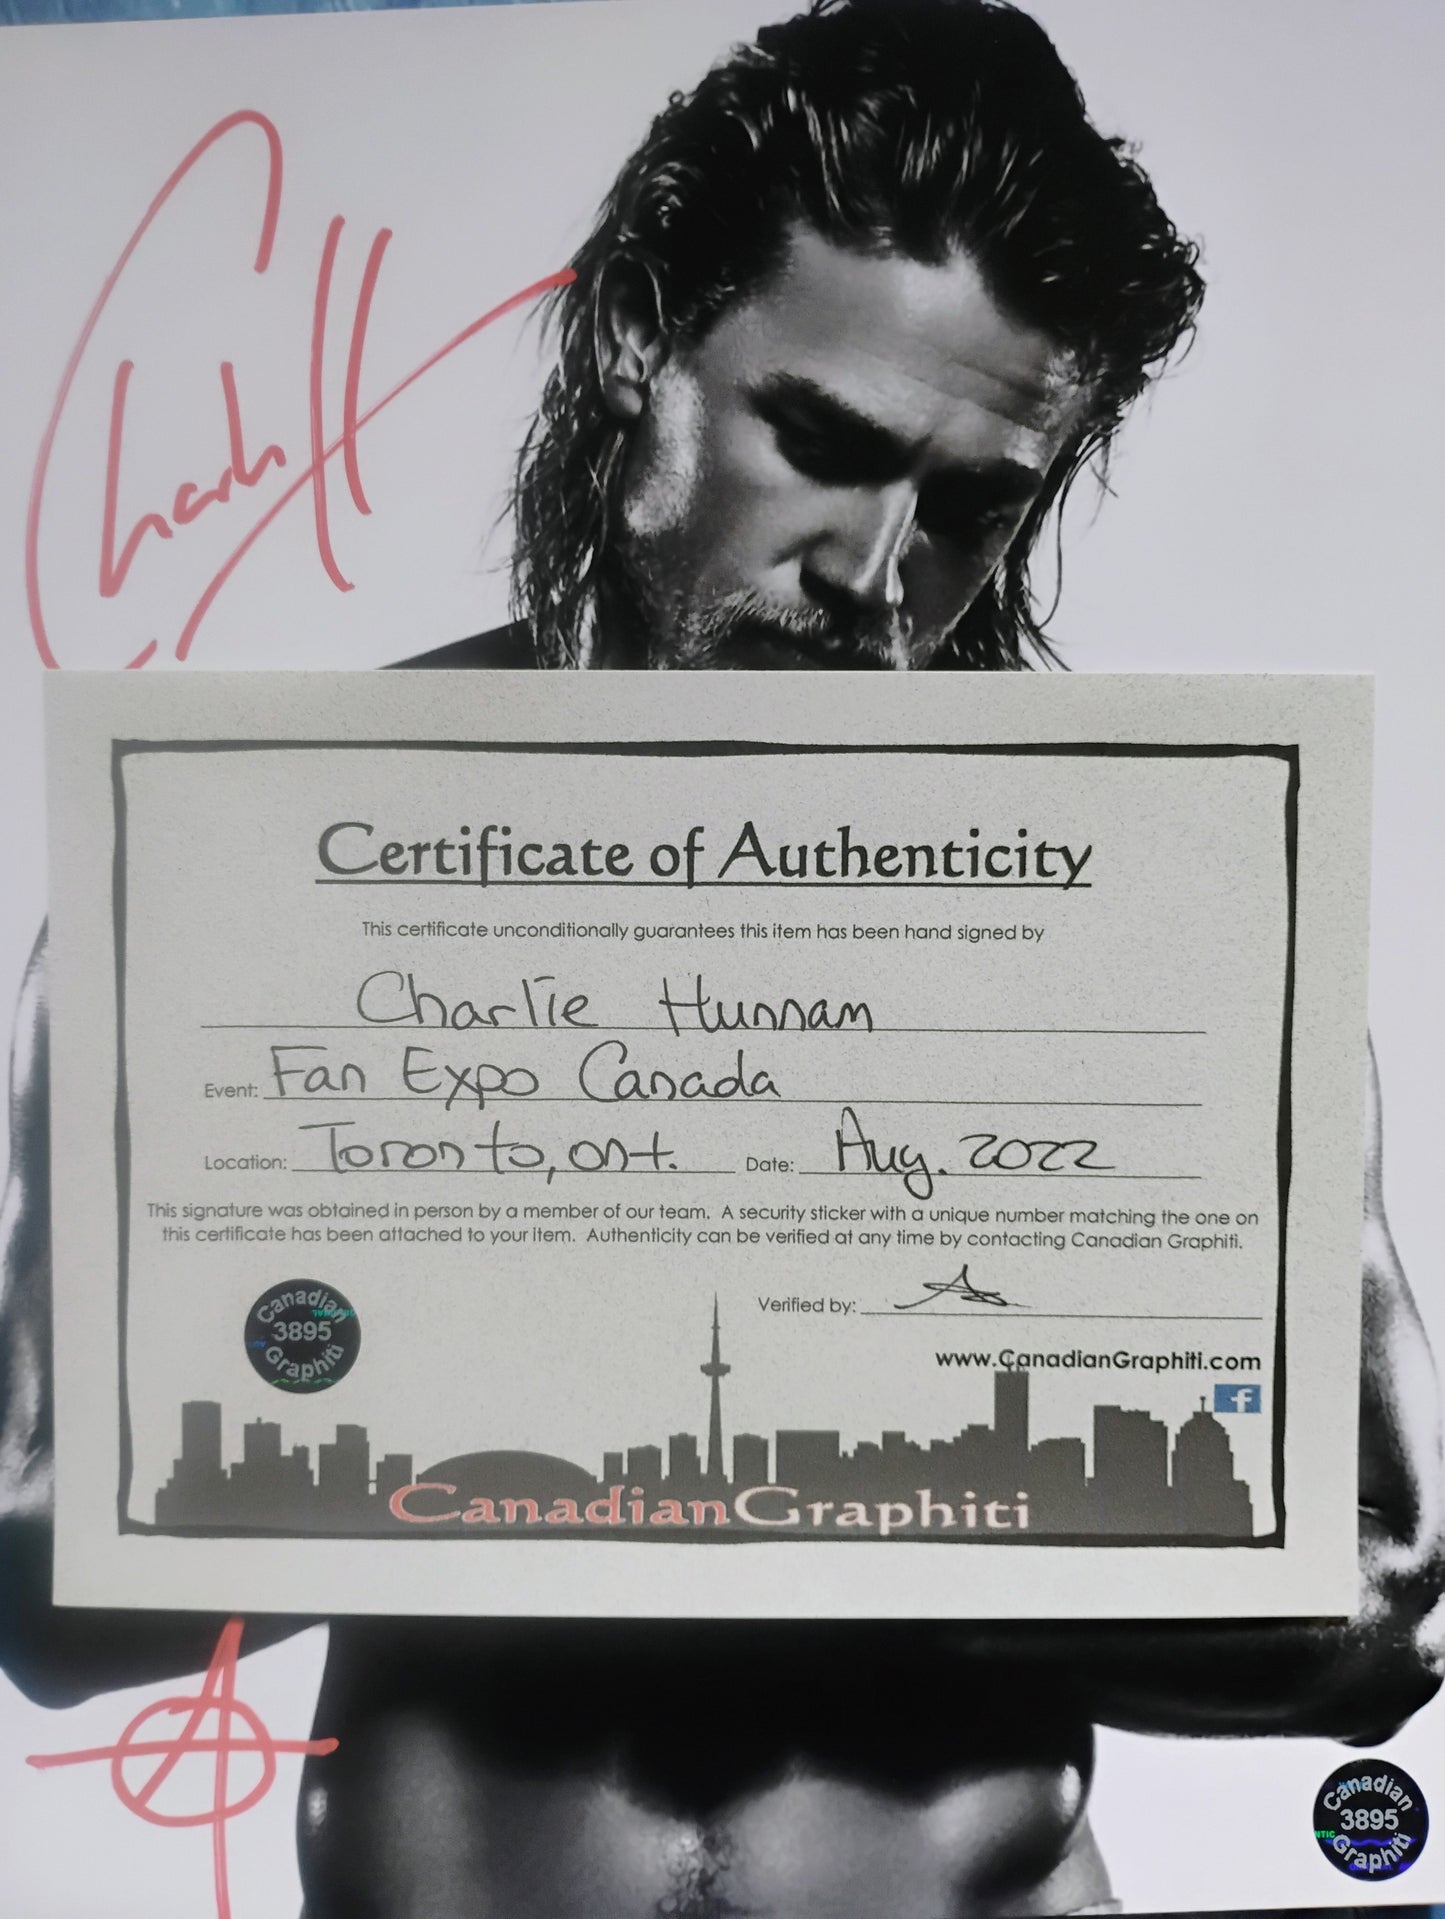 Charlie H
Certificate of Authenticity
This certificate unconditionally guarantees this item has been hand signed by
Charlie Hunnam
Event: Fan Expo Canada
Location: Toronto, Ont. Date: Aug. 2022
This signature was obtained in person by a member of our team. A security sticker with a unique number matching the one on
this certificate has been attached to your item. Authenticity can be verified at any time by contacting Canadian Graphiti.
Verified by:
Canadian
3895
Graphiti
www.CanadianGraphiti.com
f
CanadianGraphiti
A
Canadian
3895
Graphiti